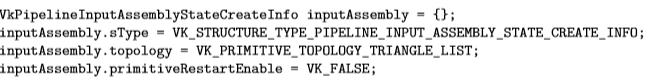 VkPipelineInputAssemblyStateCreateInfo inputAssembly = {};
inputAssembly.sType = VK_STRUCTURE_TYPE_PIPELINE_INPUT_ASSEMBLY_STATE_CREATE_INFO;
inputAssembly.topology = VK_PRIMITIVE_TOPOLOGY_TRIANGLE_LIST;
inputAssembly.primitiveRestartEnable = VK_FALSE;